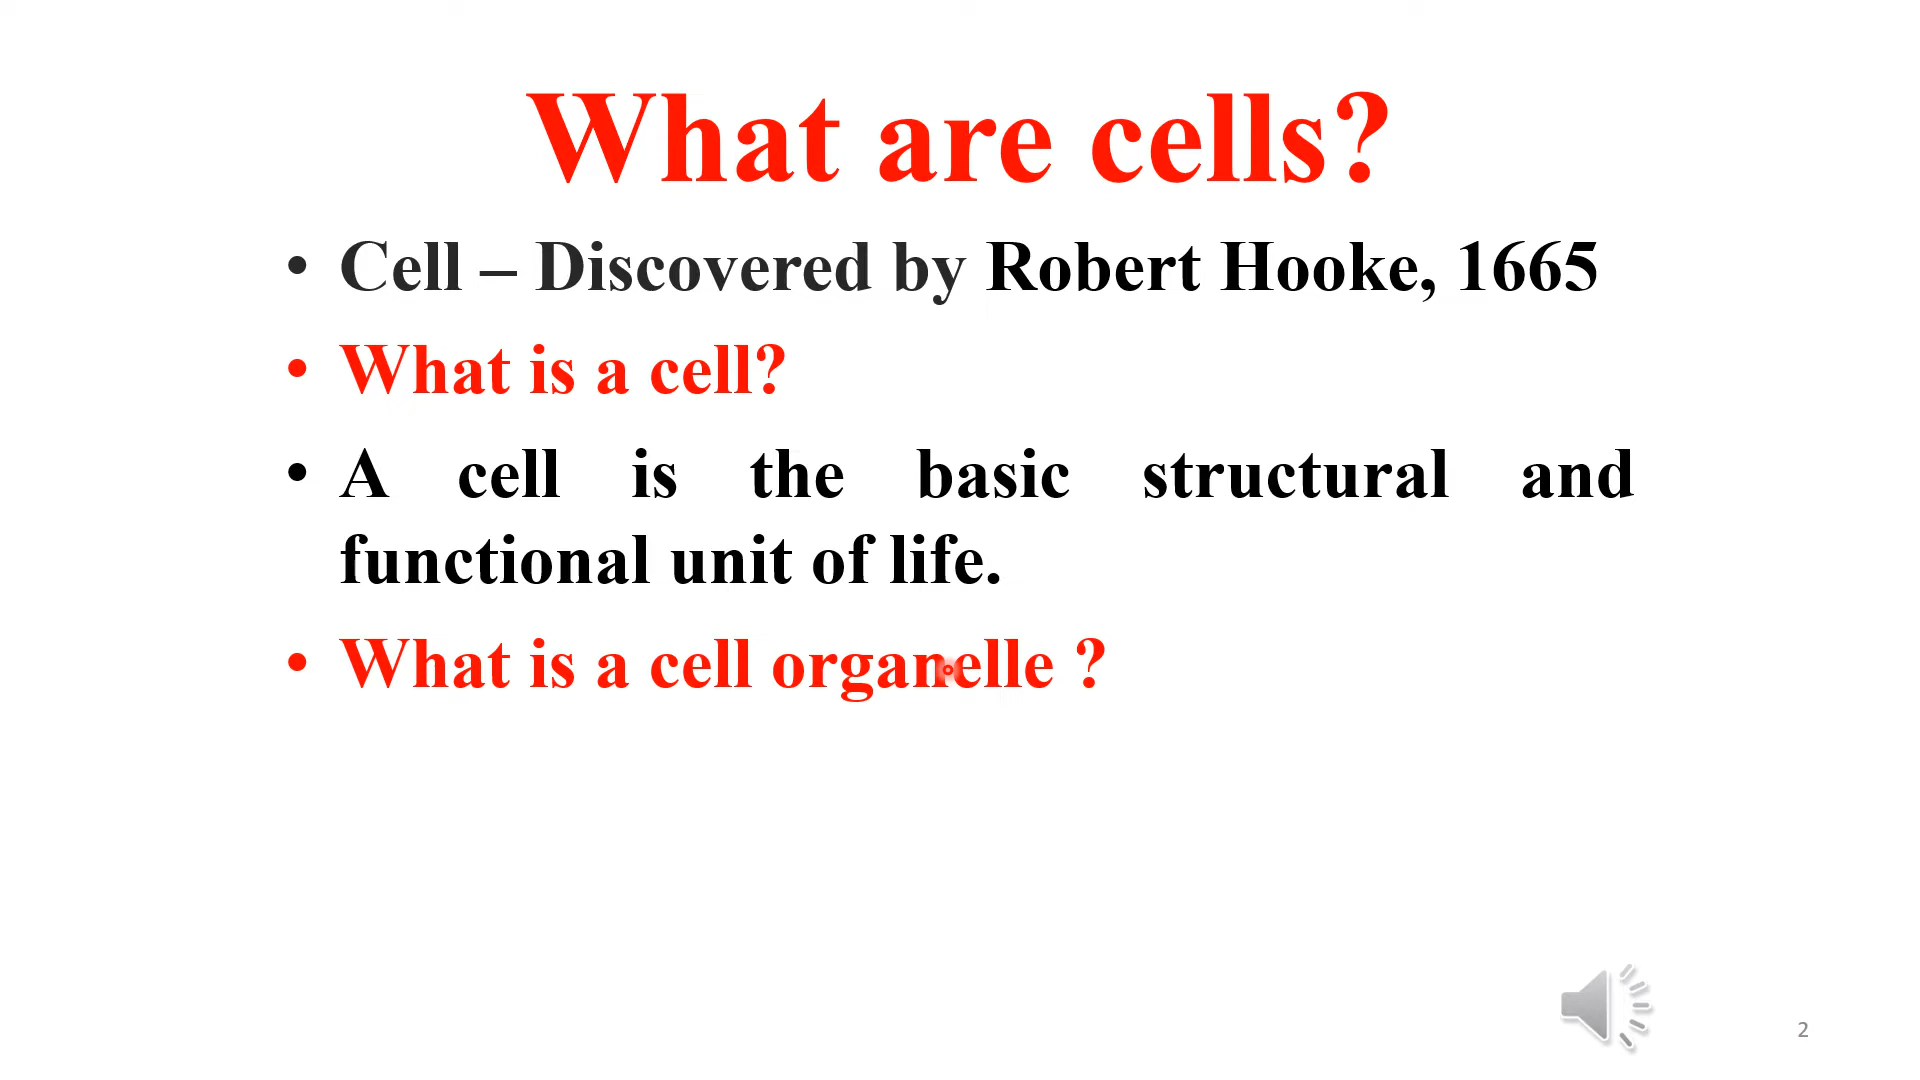 What are cells?
• Cell – Discovered by Robert Hooke, 1665
• What is a cell?
• A cell is the basic structural and
functional unit of life.
• What is a cell organelle ?
2